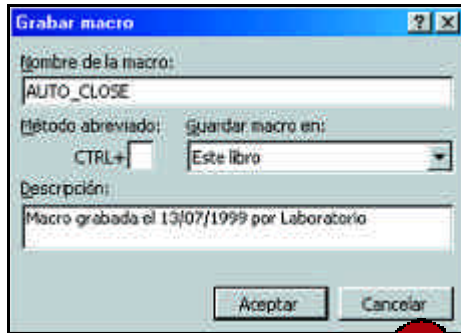 Grabar macro
Nombre de la macro:
AUTO_CLOSE
Método abreviado: Guardar macro en:
CTRL+ Este libro
Descripción:
Macro grabada el 13/07/1999 por Laboratorio
Aceptar Cancelar